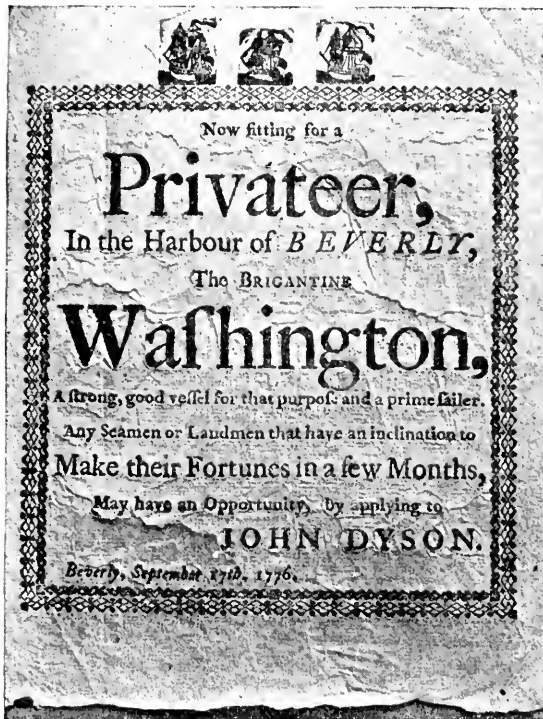 Now fitting for a
Privateer,
In the Harbour of BEVERLY,
The BRIGANTINE
Waſhington,
A ſtrong, good veſſel for that purpoſe and a prime ſailer.
Any Seamen or Landmen that have an inclination to
Make their Fortunes in a few Months,
May have an Opportunity, by applying to
JOHN DYSON.
Beverly, September 17th, 1776.